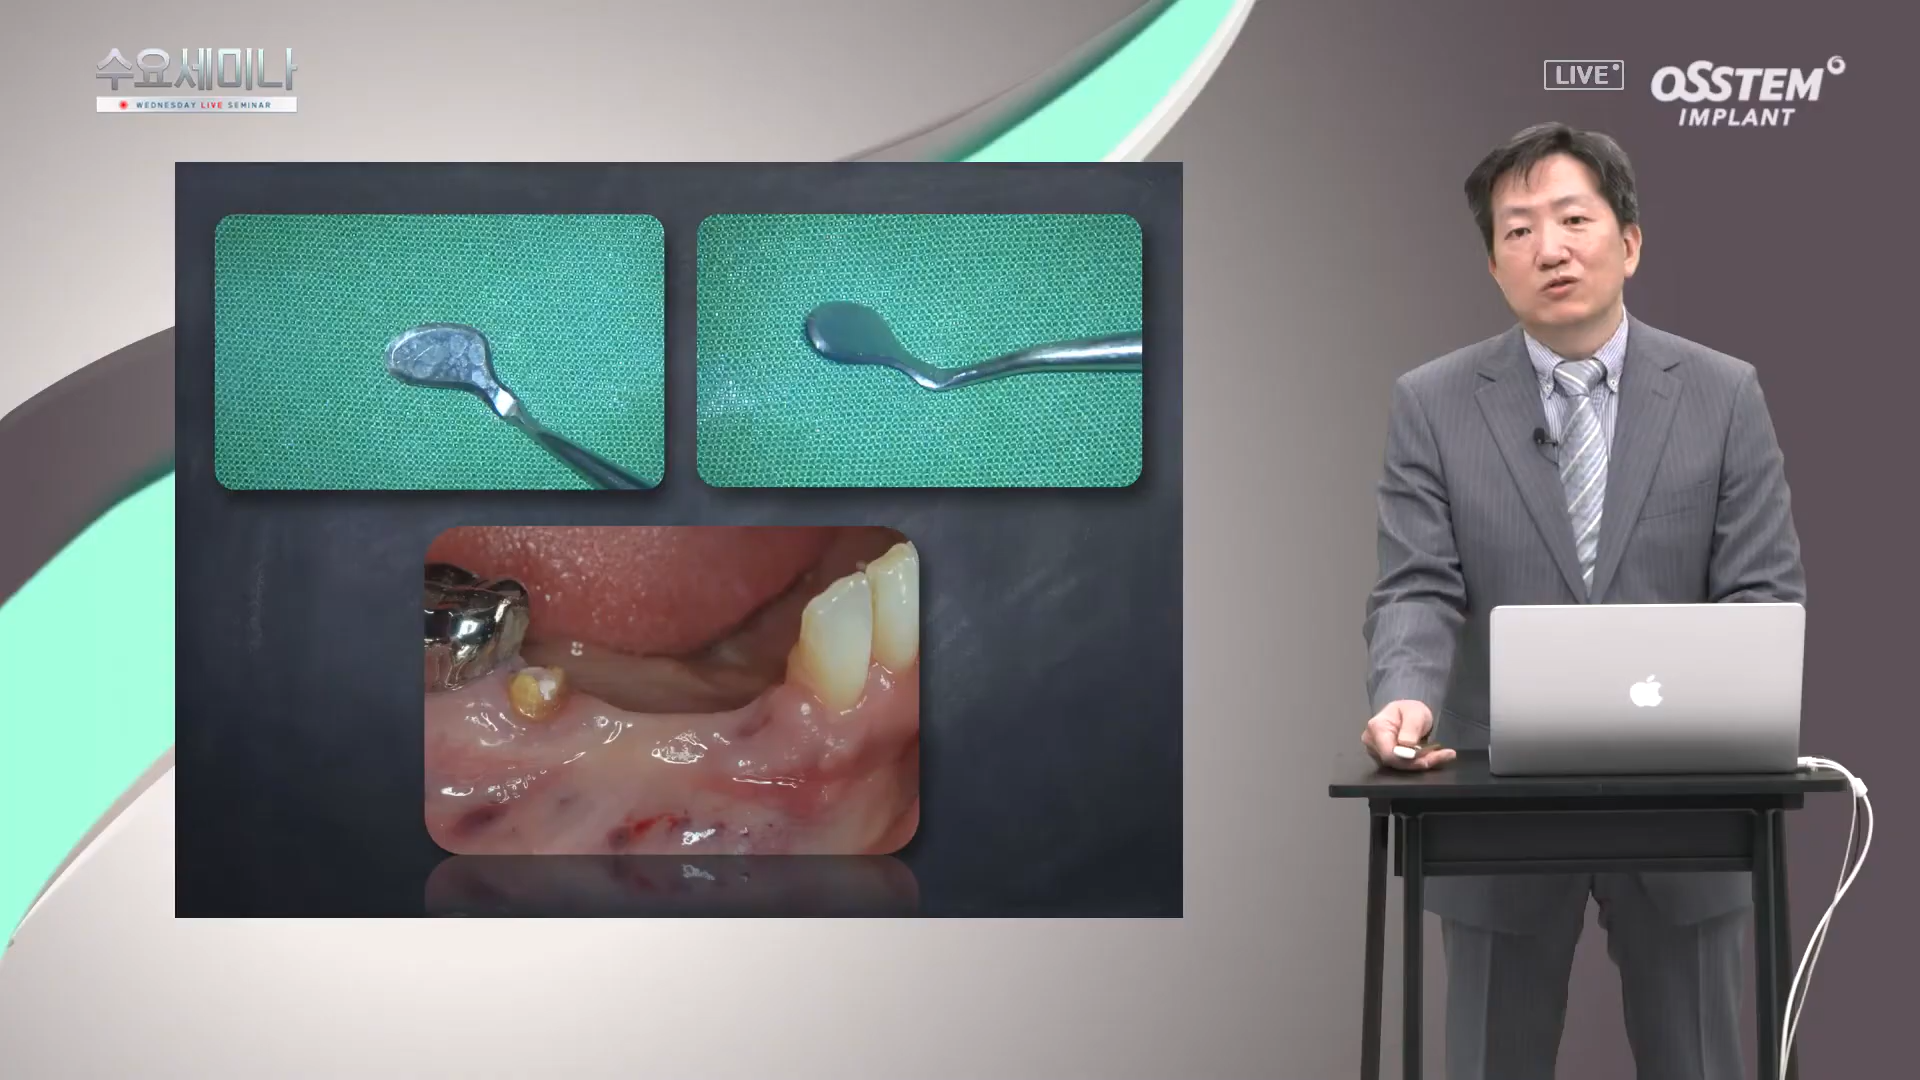 수요세미나
WEDNESDAY LIVE SEMINAR
LIVE
OSSTEM
IMPLANT